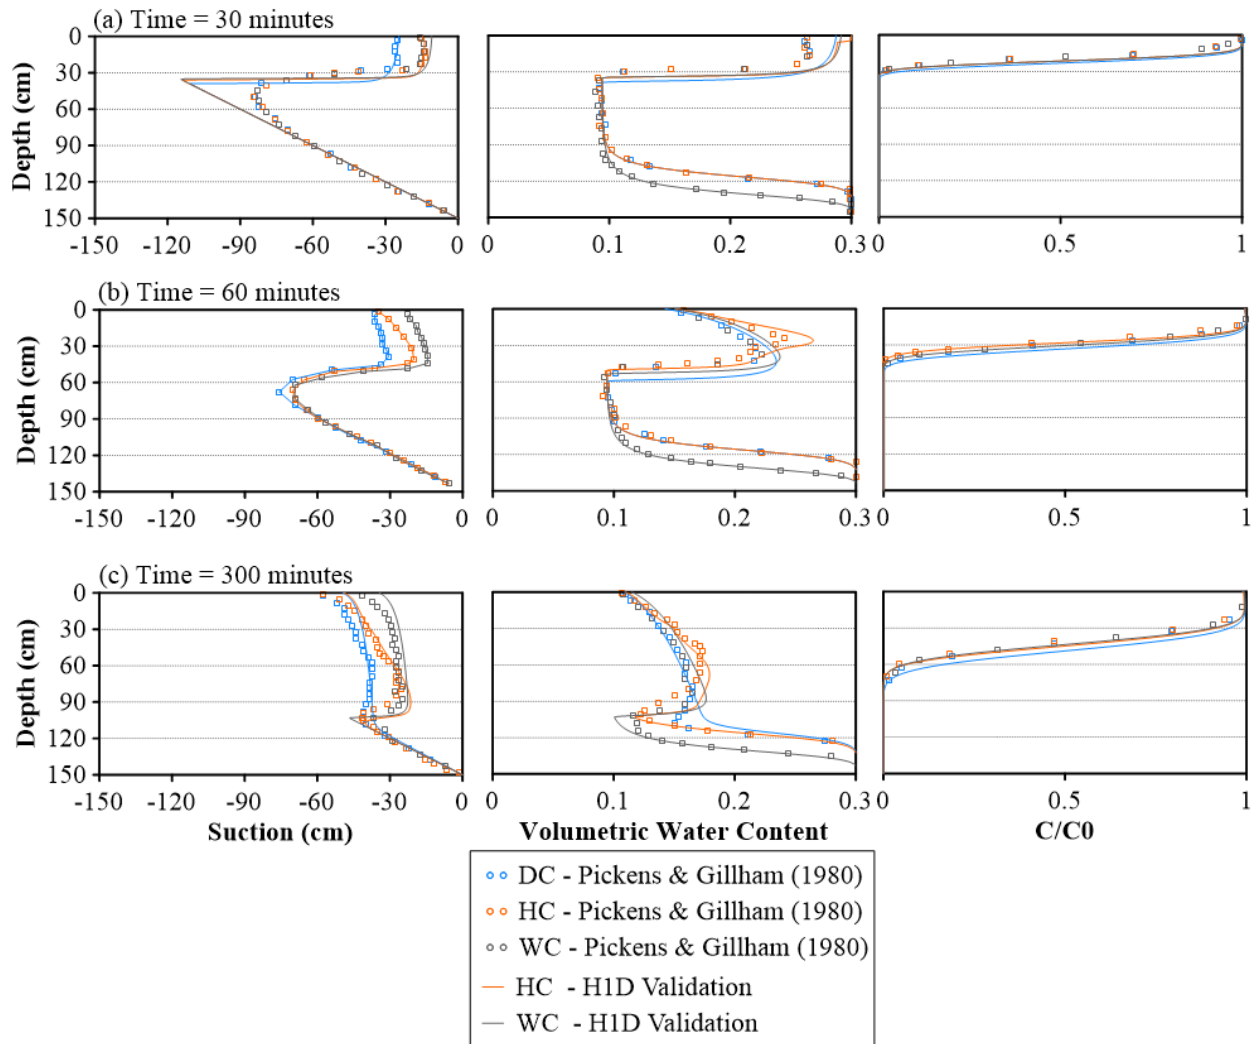 (a) Time = 30 minutes
Depth (cm)
0
30
60
90
120
150
-150 -120 -90 -60 -30 0
0 0.1 0.2 0.3
0 0.5 1
(b) Time = 60 minutes
Depth (cm)
0
30
60
90
120
150
-150 -120 -90 -60 -30 0
0 0.1 0.2 0.3
0 0.5 1
(c) Time = 300 minutes
Depth (cm)
0
30
60
90
120
150
-150 -120 -90 -60 -30 0
0 0.1 0.2 0.3
0 0.5 1
Suction (cm)
Volumetric Water Content
C/C0
DC - Pickens & Gillham (1980)
HC - Pickens & Gillham (1980)
WC - Pickens & Gillham (1980)
HC - H1D Validation
WC - H1D Validation